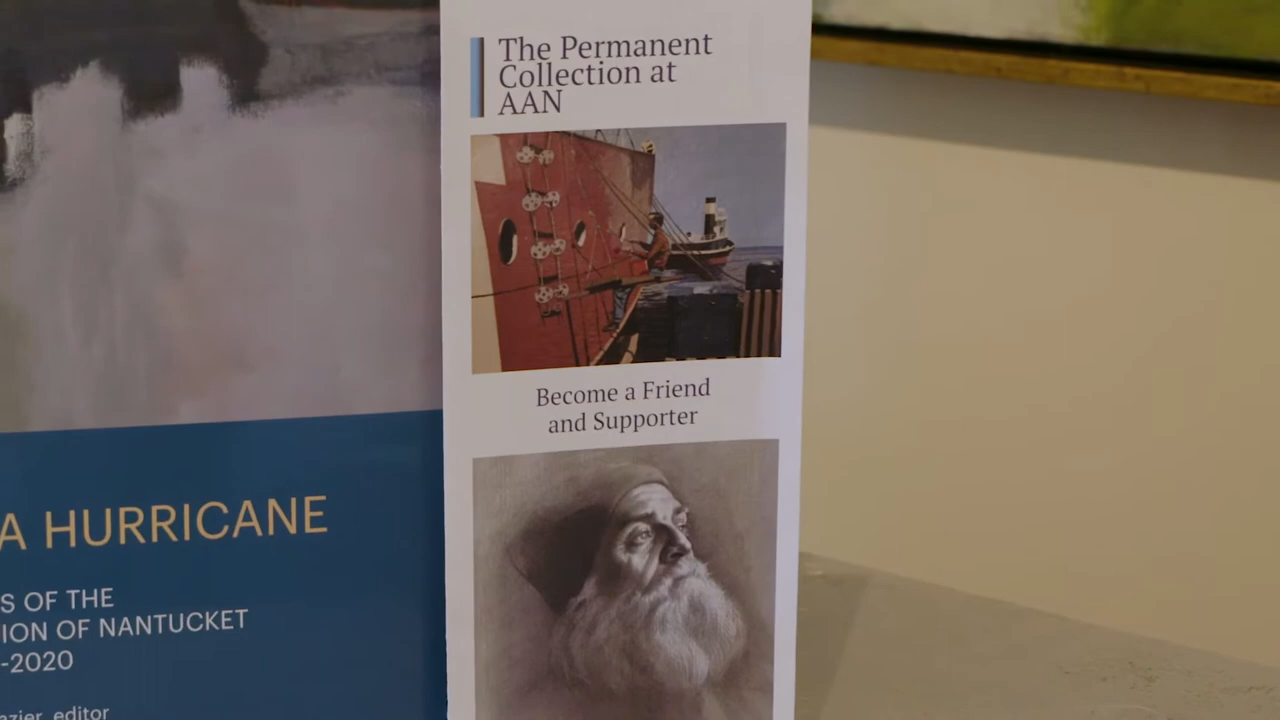 The Permanent
Collection at
AAN
Become a Friend
and Supporter
A HURRICANE
S OF THE
ION OF NANTUCKET
-2020
editor